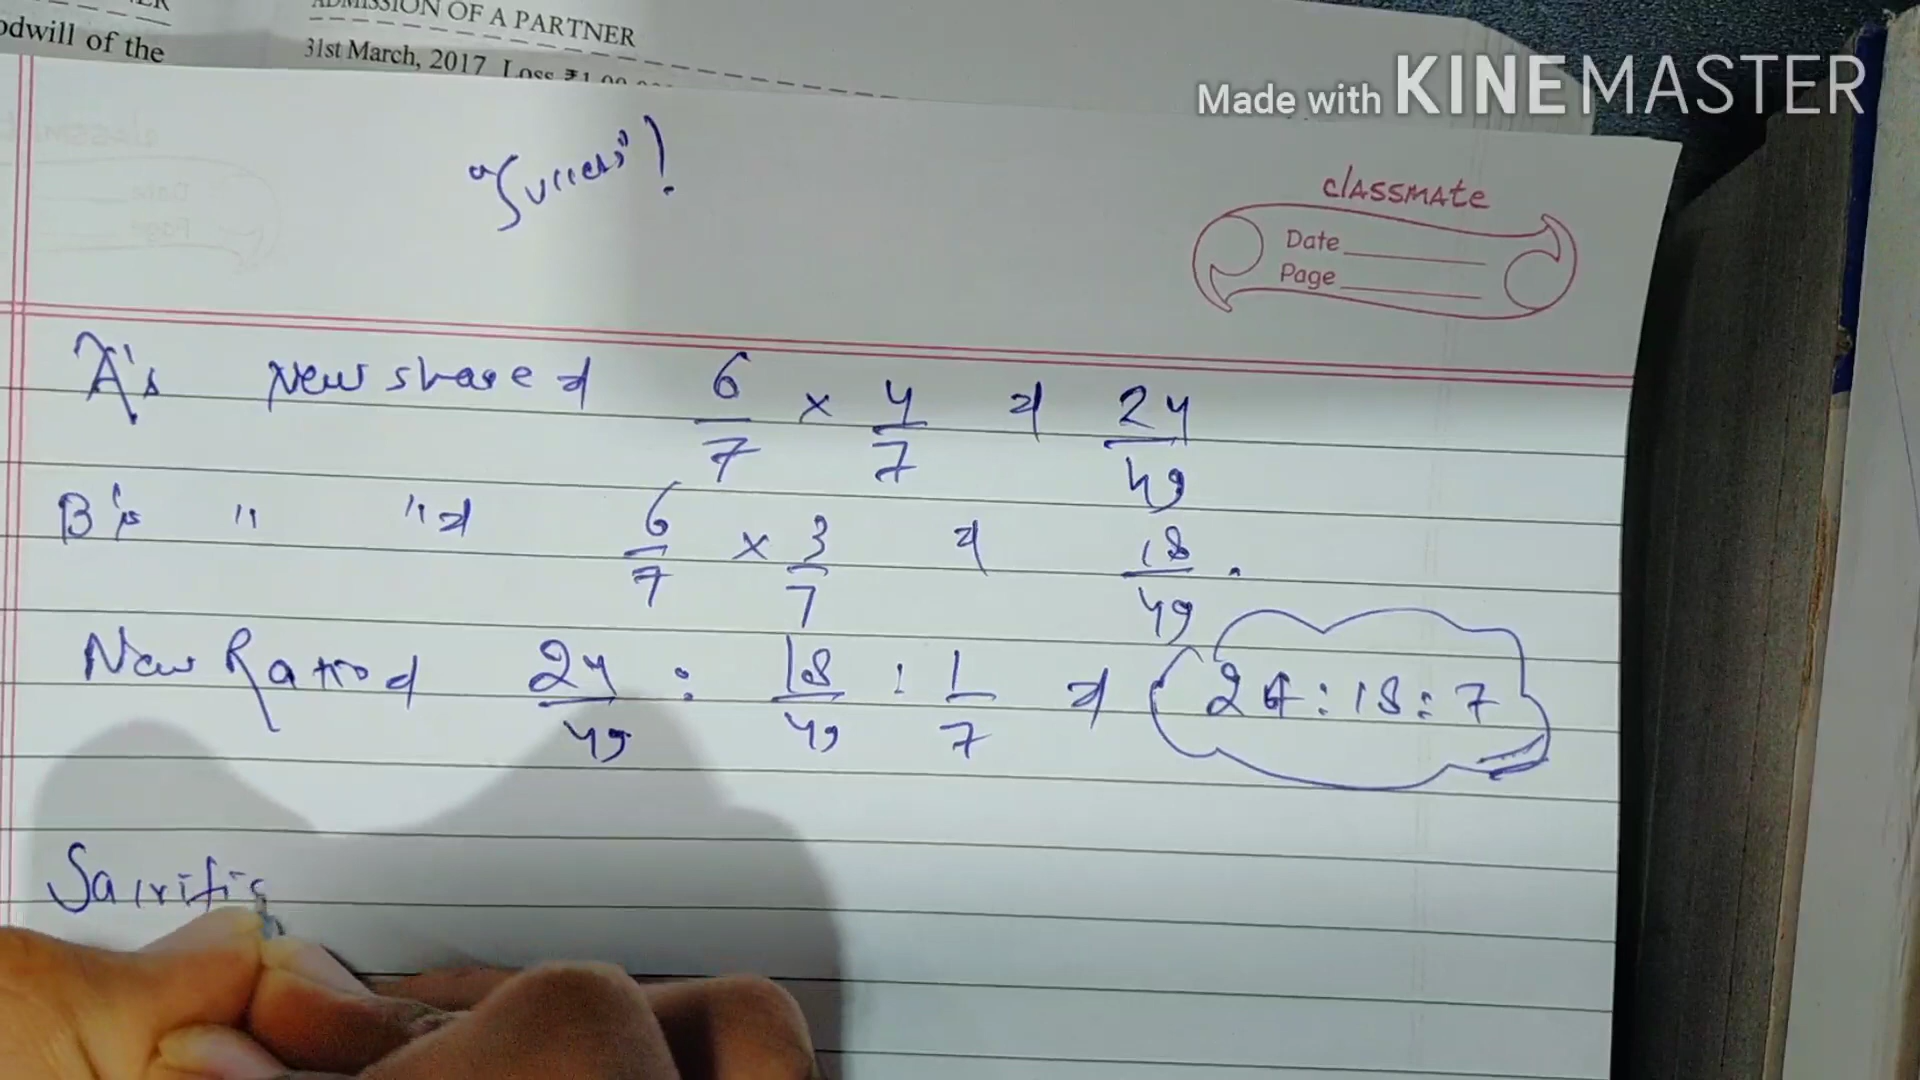 ADMISSION OF A PARTNER
odwill of the
31st March, 2017 Loss ₹1,00,
Made with KINEMASTER
"Success"!
classmate
Date
Page
A's New share = 6/7 × 4/7 = 24/49
B's " " = 6/7 × 3/7 = 18/49.
New Ratio = 24/49 : 18/49 : 1/7 = 24:18:7
Sacrific